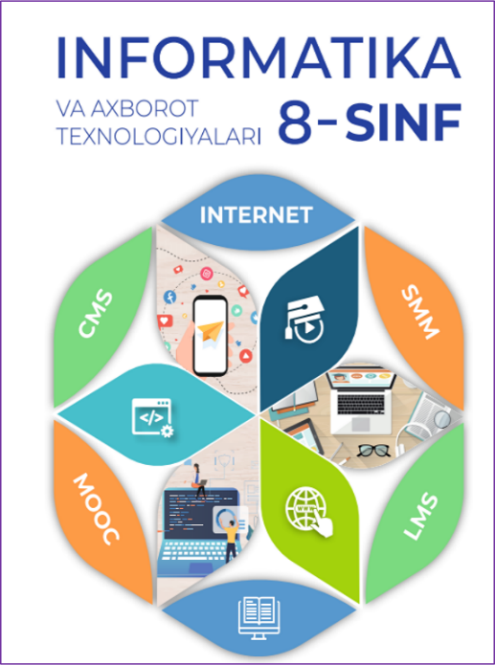 INFORMATIKA
VA AXBOROT
TEXNOLOGIYALARI
8-SINF
INTERNET
CMS
SMM
</>
MOOC
LMS